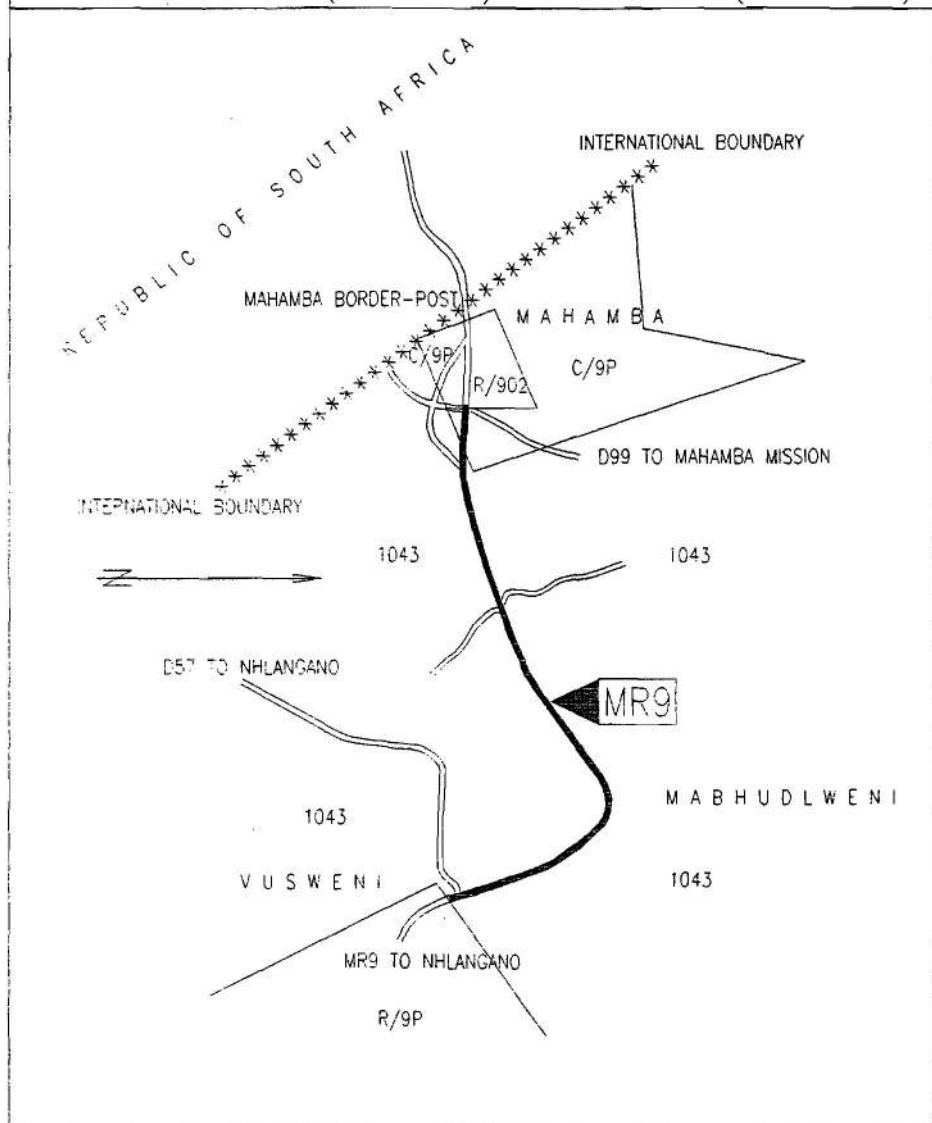 REPUBLIC OF SOUTH AFRICA
INTERNATIONAL BOUNDARY
MAHAMBA BORDER-POST
MAHAMBA
C/9P
C/9P
R/902
D99 TO MAHAMBA MISSION
INTERNATIONAL BOUNDARY
1043
1043
N
D57 TO NHLANGANO
MR9
MABHUDLWENI
1043
VUSWENI
1043
MR9 TO NHLANGANO
R/9P